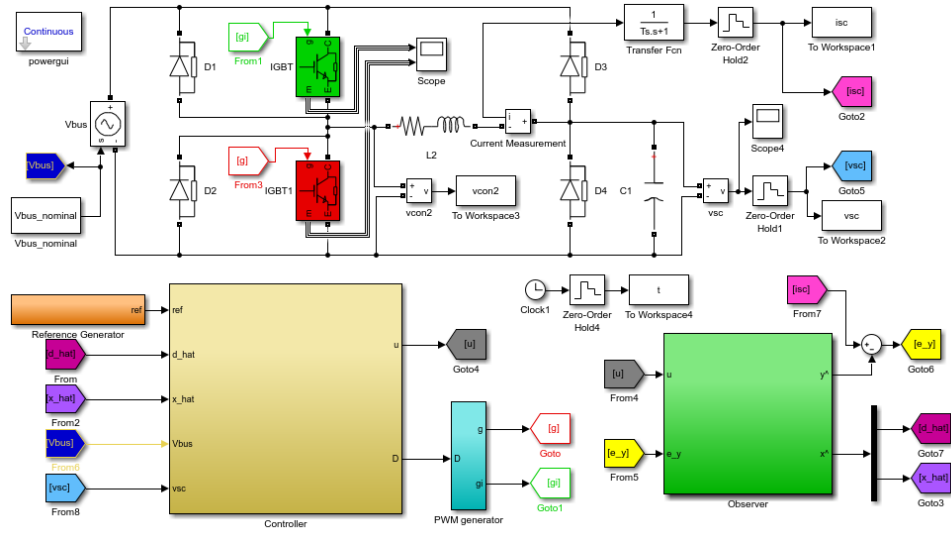 Continuous
powergui
Vbus
+
s
-
[Vbus]
Vbus_nominal
Vbus_nominal
D1
D2
[gi]
From1
g
C
IGBT
m
E
[g]
From3
g
C
IGBT1
m
E
Scope
L2
i
+
-
Current Measurement
+
-
v
vcon2
vcon2
To Workspace3
D3
D4
C1
1
Ts.s+1
Transfer Fcn
Zero-Order
Hold2
isc
To Workspace1
[isc]
Goto2
Scope4
+
-
v
vsc
Zero-Order
Hold1
[vsc]
Goto5
vsc
To Workspace2
ref
Reference Generator
[d_hat]
From
[x_hat]
From2
[Vbus]
From6
[vsc]
From8
ref
d_hat
x_hat
Vbus
vsc
u
D
Controller
[u]
Goto4
D
g
gi
PWM generator
[g]
Goto
[gi]
Goto1
Clock1
Zero-Order
Hold4
t
To Workspace4
[isc]
From7
[u]
From4
[e_y]
From5
u
e_y
y^
x^
Observer
+
-
[e_y]
Goto6
[d_hat]
Goto7
[x_hat]
Goto3